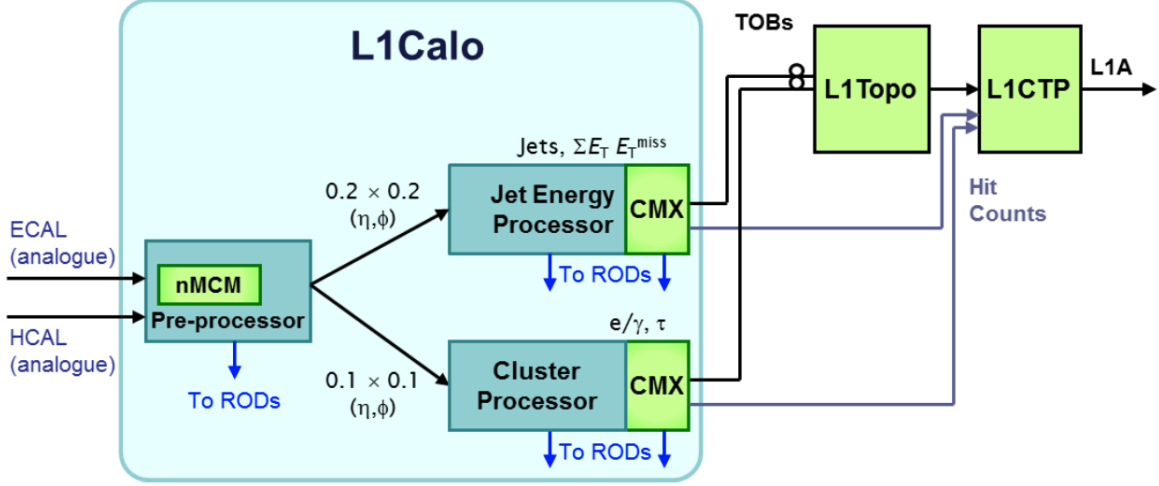 L1Calo
TOBs
L1Topo
L1CTP
L1A
Jets, ΣE_T E_T^miss
0.2 × 0.2
(η,ϕ)
Jet Energy
Processor
CMX
Hit
Counts
ECAL
(analogue)
nMCM
Pre-processor
To RODs
HCAL
(analogue)
e/γ, τ
To RODs
0.1 × 0.1
(η,ϕ)
Cluster
Processor
CMX
To RODs